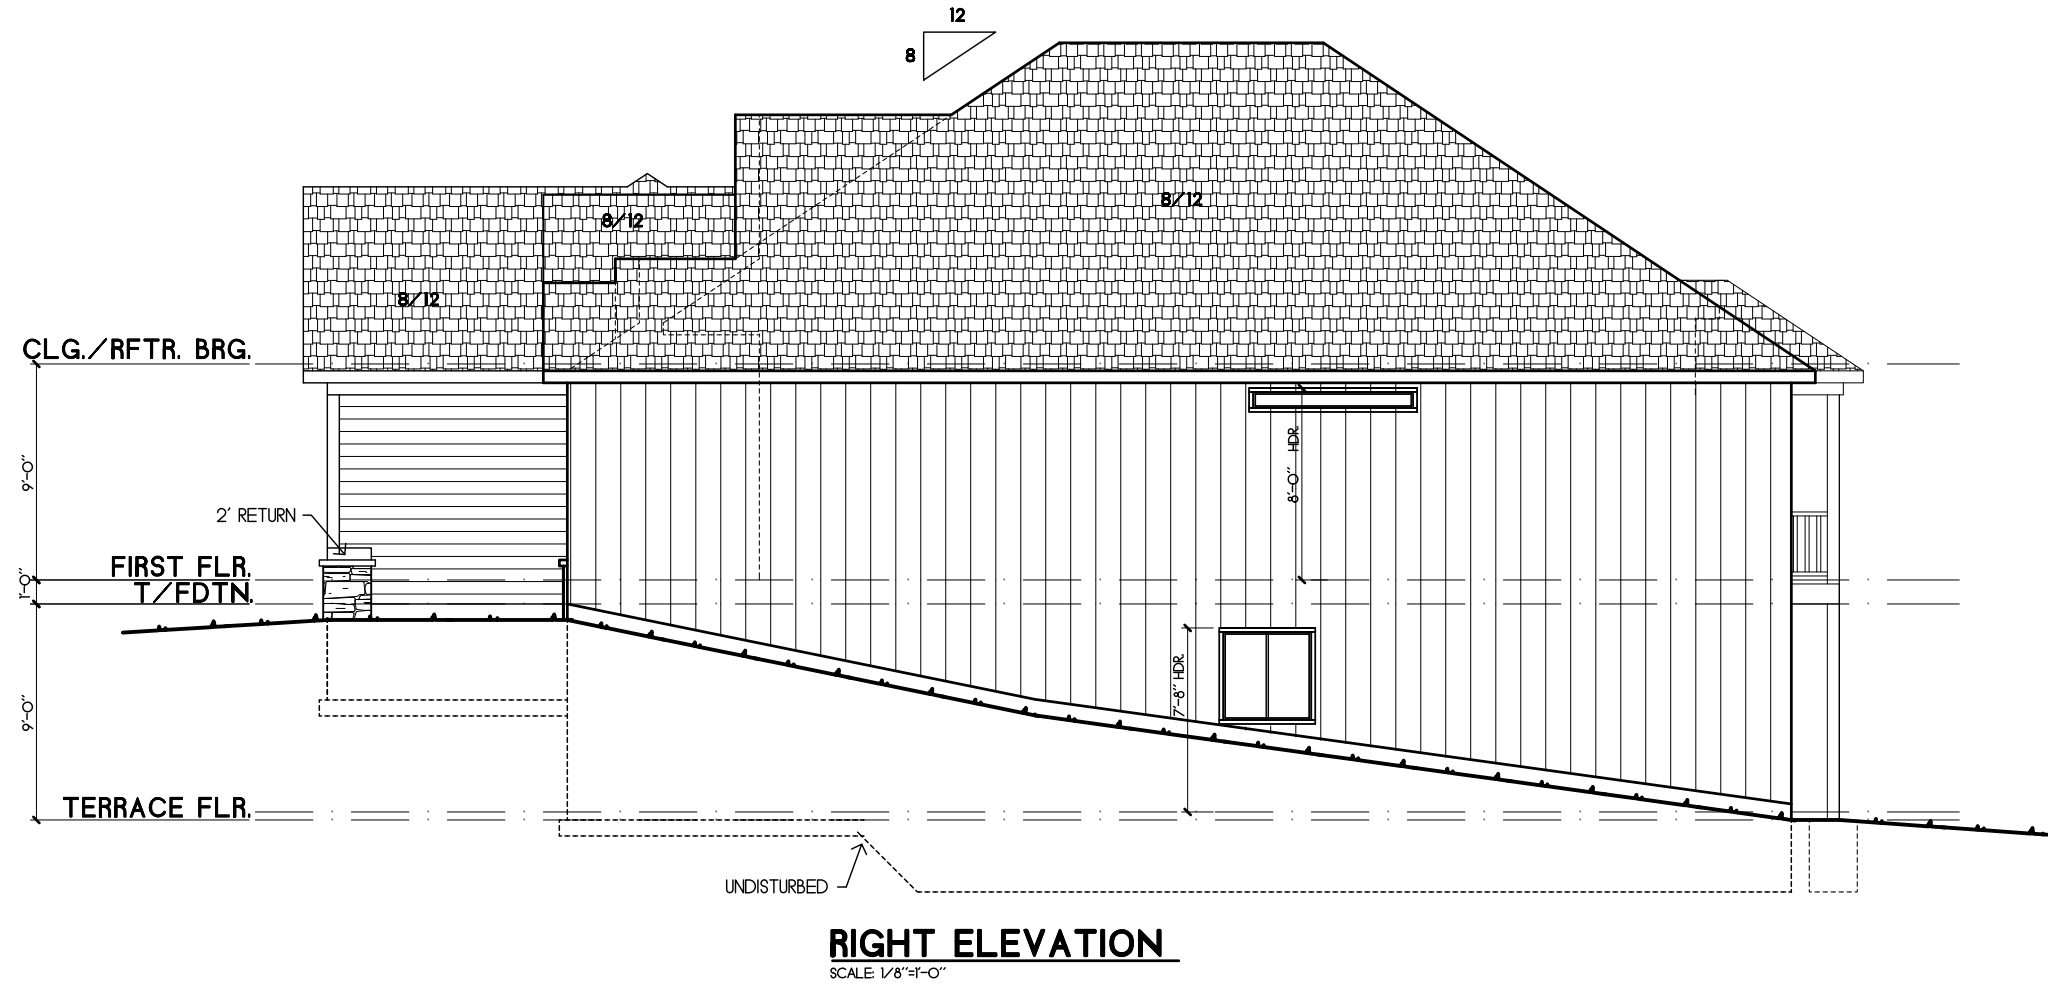 12
8
8/12
8/12
8/12
CLG./RFTR. BRG.
9'-0"
8'-0" HDR.
2' RETURN
FIRST FLR.
1'-0"
T/FDTN.
7'-8" HDR.
9'-0"
TERRACE FLR.
UNDISTURBED
RIGHT ELEVATION
SCALE: 1/8"=1'-0"